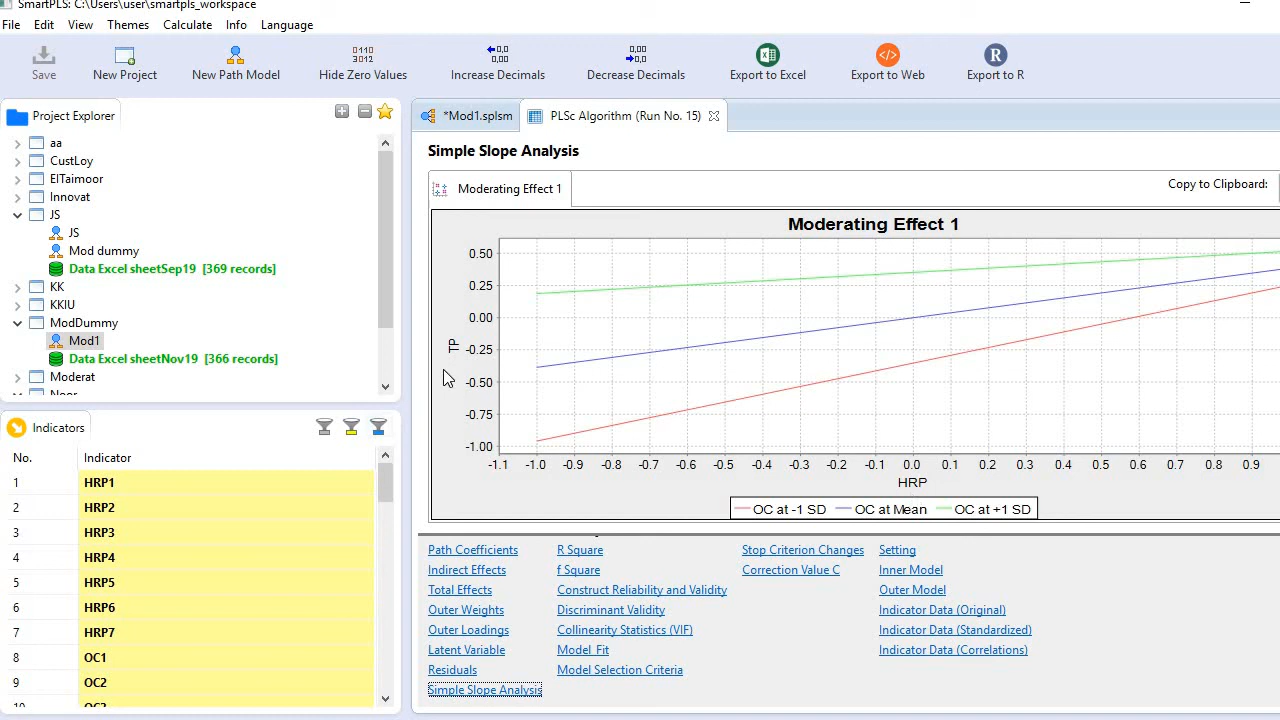 SmartPLS: C:\Users\user\smartpls_workspace
File Edit View Themes Calculate Info Language
Save New Project New Path Model Hide Zero Values Increase Decimals Decrease Decimals Export to Excel Export to Web Export to R
Project Explorer
aa
CustLoy
ElTaimoor
Innovat
JS
JS
Mod dummy
Data Excel sheetSep19 [369 records]
KK
KKIU
ModDummy
Mod1
Data Excel sheetNov19 [366 records]
Moderat
Noor
Indicators
No. Indicator
1 HRP1
2 HRP2
3 HRP3
4 HRP4
5 HRP5
6 HRP6
7 HRP7
8 OC1
9 OC2
10 OC3
*Mod1.splsm PLSc Algorithm (Run No. 15)
Simple Slope Analysis
Moderating Effect 1 Copy to Clipboard:
Moderating Effect 1
0.50
0.25
0.00
-0.25
-0.50
-0.75
-1.00
TP
-1.1 -1.0 -0.9 -0.8 -0.7 -0.6 -0.5 -0.4 -0.3 -0.2 -0.1 0.0 0.1 0.2 0.3 0.4 0.5 0.6 0.7 0.8 0.9
HRP
OC at -1 SD OC at Mean OC at +1 SD
Path Coefficients R Square Stop Criterion Changes Setting
Indirect Effects f Square Correction Value C Inner Model
Total Effects Construct Reliability and Validity Outer Model
Outer Weights Discriminant Validity Indicator Data (Original)
Outer Loadings Collinearity Statistics (VIF) Indicator Data (Standardized)
Latent Variable Model_Fit Indicator Data (Correlations)
Residuals Model Selection Criteria
Simple Slope Analysis